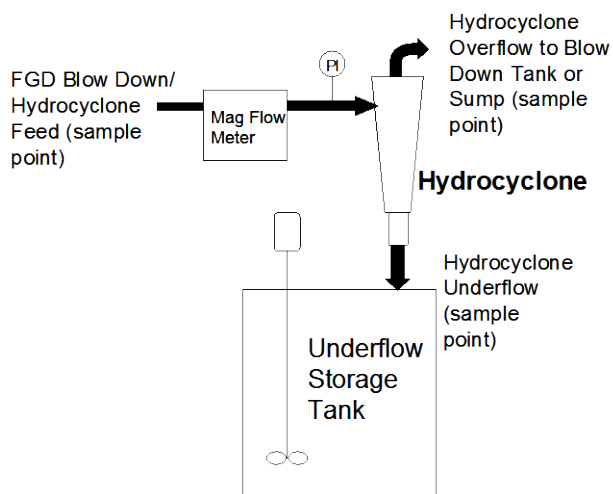 FGD Blow Down/
Hydrocyclone
Feed (sample
point)
Mag Flow
Meter
PI
Hydrocyclone
Overflow to Blow
Down Tank or
Sump (sample
point)
Hydrocyclone
Hydrocyclone
Underflow
(sample
point)
Underflow
Storage
Tank